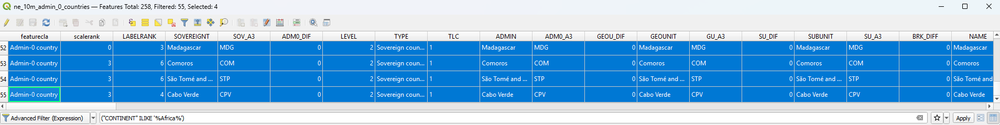 ne_10m_admin_0_countries — Features Total: 258, Filtered: 55, Selected: 4
featurecla scalerank LABELRANK SOVEREIGNT SOV_A3 ADM0_DIF LEVEL TYPE TLC ADMIN ADM0_A3 GEOU_DIF GEOUNIT GU_A3 SU_DIF SUBUNIT SU_A3 BRK_DIFF NAME
52 Admin-0 country 0 3 Madagascar MDG 0 2 Sovereign coun... 1 Madagascar MDG 0 Madagascar MDG 0 Madagascar MDG 0 Madagascar
53 Admin-0 country 3 6 Comoros COM 0 2 Sovereign coun... 1 Comoros COM 0 Comoros COM 0 Comoros COM 0 Comoros
54 Admin-0 country 3 6 São Tomé and ... STP 0 2 Sovereign coun... 1 São Tomé and ... STP 0 São Tomé and ... STP 0 São Tomé and ... STP 0 São Tomé and
55 Admin-0 country 3 4 Cabo Verde CPV 0 2 Sovereign coun... 1 Cabo Verde CPV 0 Cabo Verde CPV 0 Cabo Verde CPV 0 Cabo Verde
Advanced Filter (Expression) ("CONTINENT" ILIKE '%Africa%') Apply